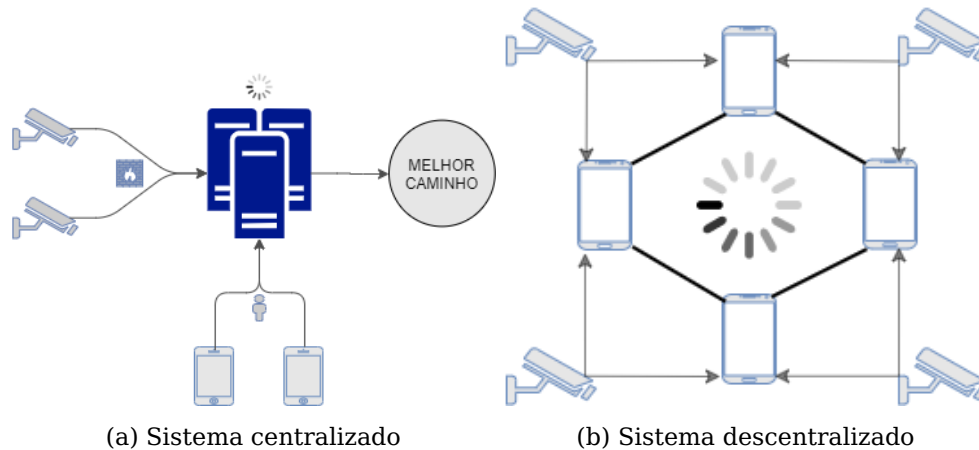 MELHOR
CAMINHO
(a) Sistema centralizado
(b) Sistema descentralizado